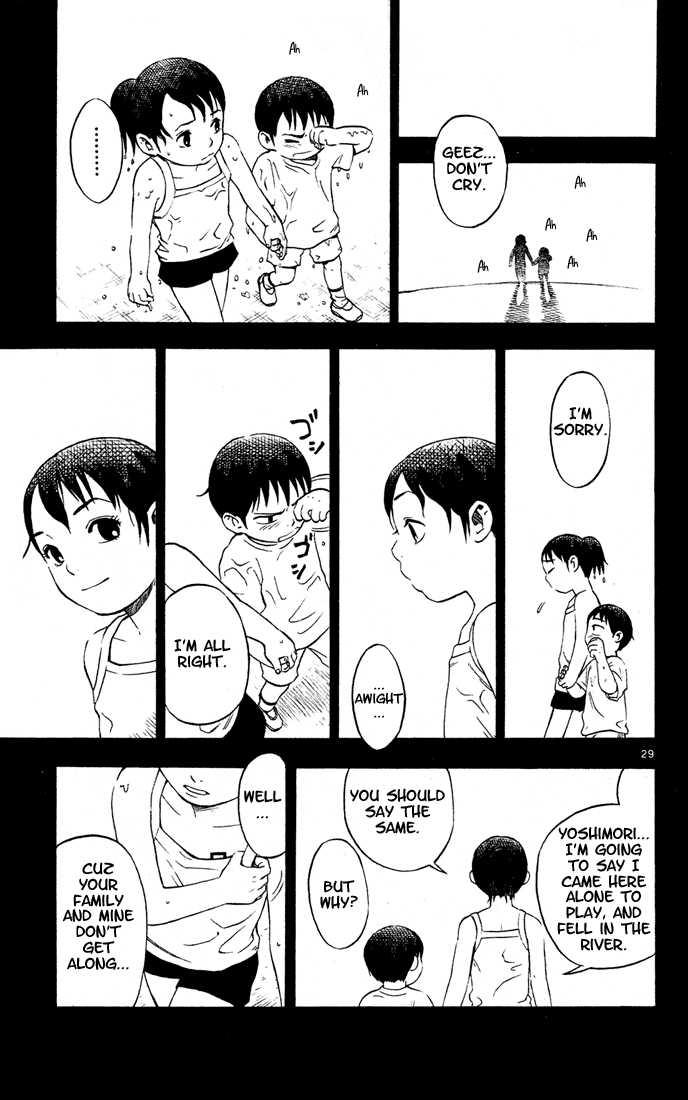 GEEZ...
DON'T
CRY.
Ah
Ah
Ah
Ah
Ah
Ah
.........
I'M
SORRY.
...
AWIGHT
...
ゴシ
ゴシ
I'M ALL
RIGHT.
29
YOSHIMORI...
I'M GOING
TO SAY I
CAME HERE
ALONE TO
PLAY, AND
FELL IN THE
RIVER.
YOU SHOULD
SAY THE
SAME.
BUT
WHY?
WELL
...
CUZ
YOUR
FAMILY
AND MINE
DON'T
GET
ALONG...